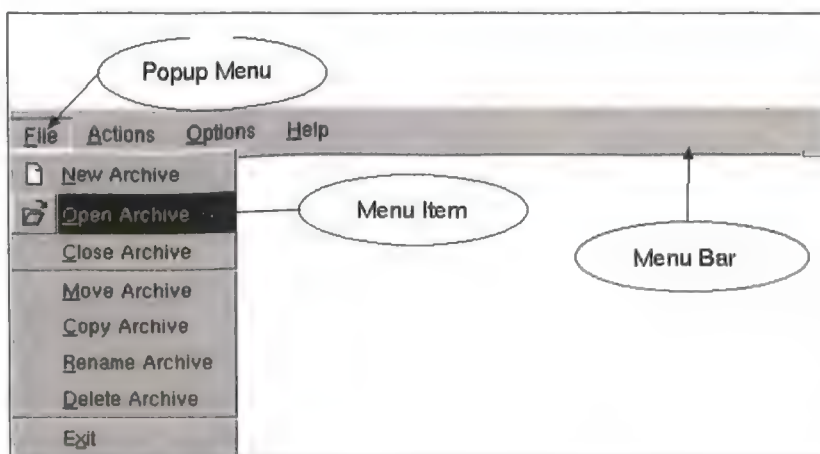 Popup Menu
File Actions Options Help
New Archive
Open Archive
Menu Item
Close Archive
Menu Bar
Move Archive
Copy Archive
Rename Archive
Delete Archive
Exit